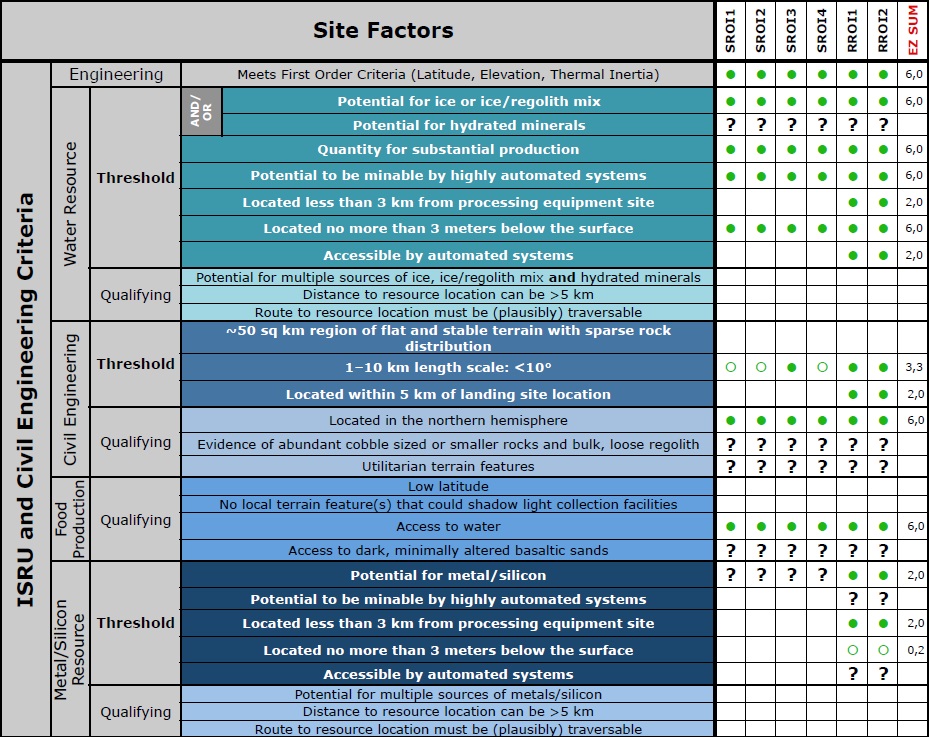 Site Factors SROI1 SROI2 SROI3 SROI4 RROI1 RROI2 EZ SUM
ISRU and Civil Engineering Criteria
Engineering Meets First Order Criteria (Latitude, Elevation, Thermal Inertia) ● ● ● ● ● ● 6,0
Water Resource
Threshold
AND/
OR
Potential for ice or ice/regolith mix ● ● ● ● ● ● 6,0
Potential for hydrated minerals ? ? ? ? ? ?
Quantity for substantial production ● ● ● ● ● ● 6,0
Potential to be minable by highly automated systems ● ● ● ● ● ● 6,0
Located less than 3 km from processing equipment site ● ● 2,0
Located no more than 3 meters below the surface ● ● ● ● ● ● 6,0
Accessible by automated systems ● ● 2,0
Qualifying
Potential for multiple sources of ice, ice/regolith mix and hydrated minerals
Distance to resource location can be >5 km
Route to resource location must be (plausibly) traversable
Civil Engineering
Threshold
~50 sq km region of flat and stable terrain with sparse rock
distribution
1–10 km length scale: <10° ○ ○ ● ○ ● ● 3,3
Located within 5 km of landing site location ● ● 2,0
Qualifying
Located in the northern hemisphere ● ● ● ● ● ● 6,0
Evidence of abundant cobble sized or smaller rocks and bulk, loose regolith ? ? ? ? ? ?
Utilitarian terrain features ? ? ? ? ? ?
Food
Production
Qualifying
Low latitude
No local terrain feature(s) that could shadow light collection facilities
Access to water ● ● ● ● ● ● 6,0
Access to dark, minimally altered basaltic sands ? ? ? ? ? ?
Metal/Silicon
Resource
Threshold
Potential for metal/silicon ? ? ? ? ● ● 2,0
Potential to be minable by highly automated systems ? ?
Located less than 3 km from processing equipment site ● ● 2,0
Located no more than 3 meters below the surface ○ ○ 0,2
Accessible by automated systems ? ?
Qualifying
Potential for multiple sources of metals/silicon
Distance to resource location can be >5 km
Route to resource location must be (plausibly) traversable